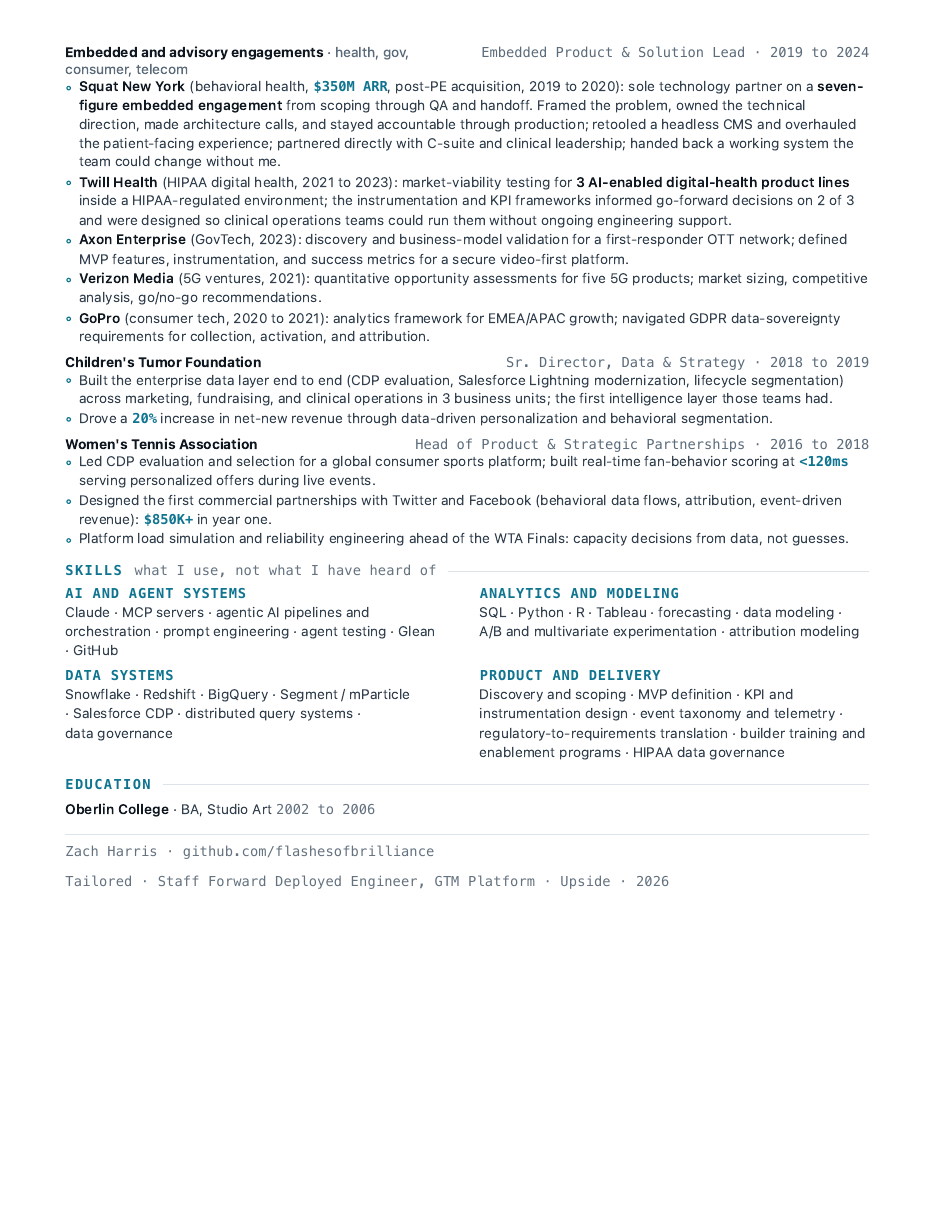 Embedded and advisory engagements · health, gov, consumer, telecom
Embedded Product & Solution Lead · 2019 to 2024
Squat New York (behavioral health, $350M ARR, post-PE acquisition, 2019 to 2020): sole technology partner on a seven-
figure embedded engagement from scoping through QA and handoff. Framed the problem, owned the technical
direction, made architecture calls, and stayed accountable through production; retooled a headless CMS and overhauled
the patient-facing experience; partnered directly with C-suite and clinical leadership; handed back a working system the
team could change without me.
Twill Health (HIPAA digital health, 2021 to 2023): market-viability testing for 3 AI-enabled digital-health product lines
inside a HIPAA-regulated environment; the instrumentation and KPI frameworks informed go-forward decisions on 2 of 3
and were designed so clinical operations teams could run them without ongoing engineering support.
Axon Enterprise (GovTech, 2023): discovery and business-model validation for a first-responder OTT network; defined
MVP features, instrumentation, and success metrics for a secure video-first platform.
Verizon Media (5G ventures, 2021): quantitative opportunity assessments for five 5G products; market sizing, competitive
analysis, go/no-go recommendations.
GoPro (consumer tech, 2020 to 2021): analytics framework for EMEA/APAC growth; navigated GDPR data-sovereignty
requirements for collection, activation, and attribution.
Children's Tumor Foundation
Sr. Director, Data & Strategy · 2018 to 2019
Built the enterprise data layer end to end (CDP evaluation, Salesforce Lightning modernization, lifecycle segmentation)
across marketing, fundraising, and clinical operations in 3 business units; the first intelligence layer those teams had.
Drove a 20% increase in net-new revenue through data-driven personalization and behavioral segmentation.
Women's Tennis Association
Head of Product & Strategic Partnerships · 2016 to 2018
Led CDP evaluation and selection for a global consumer sports platform; built real-time fan-behavior scoring at <120ms
serving personalized offers during live events.
Designed the first commercial partnerships with Twitter and Facebook (behavioral data flows, attribution, event-driven
revenue): $850K+ in year one.
Platform load simulation and reliability engineering ahead of the WTA Finals: capacity decisions from data, not guesses.
SKILLS what I use, not what I have heard of
AI AND AGENT SYSTEMS
Claude · MCP servers · agentic AI pipelines and
orchestration · prompt engineering · agent testing · Glean
· GitHub
ANALYTICS AND MODELING
SQL · Python · R · Tableau · forecasting · data modeling ·
A/B and multivariate experimentation · attribution modeling
DATA SYSTEMS
Snowflake · Redshift · BigQuery · Segment / mParticle
· Salesforce CDP · distributed query systems ·
data governance
PRODUCT AND DELIVERY
Discovery and scoping · MVP definition · KPI and
instrumentation design · event taxonomy and telemetry ·
regulatory-to-requirements translation · builder training and
enablement programs · HIPAA data governance
EDUCATION
Oberlin College · BA, Studio Art 2002 to 2006
Zach Harris · github.com/flashesofbrilliance
Tailored · Staff Forward Deployed Engineer, GTM Platform · Upside · 2026